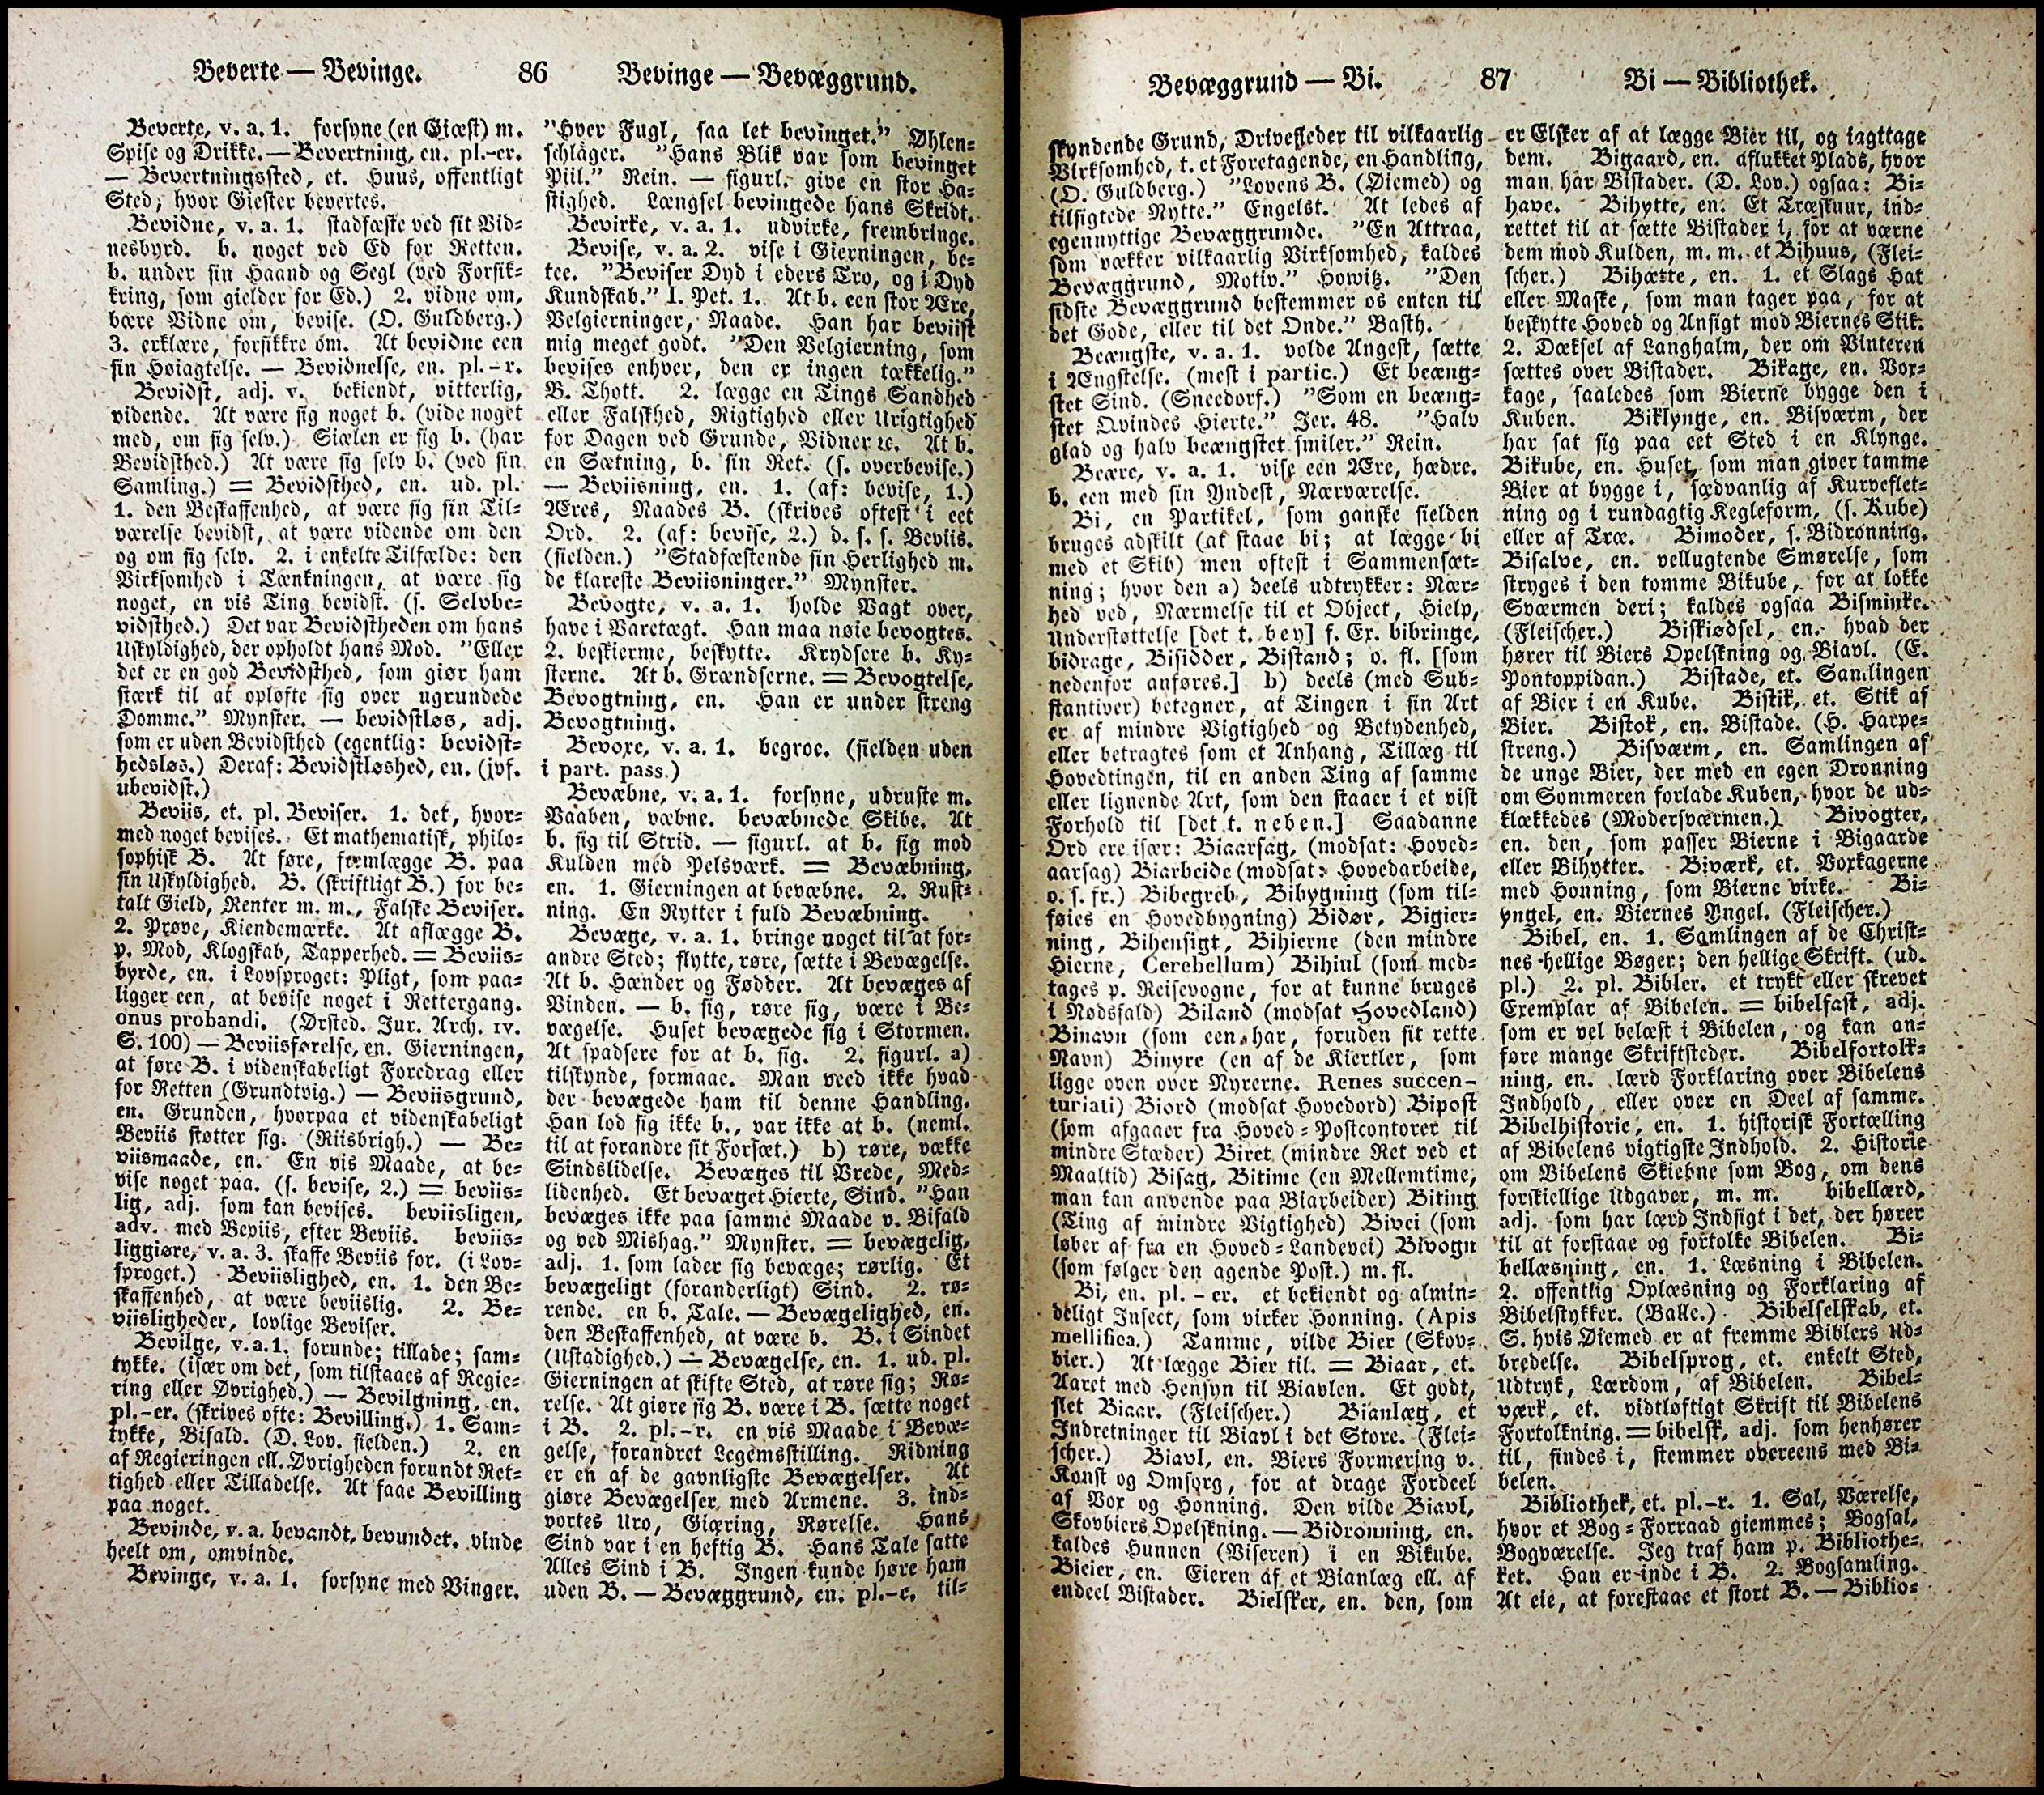 Beverte — Bevinge. 86 Bevinge — Bevæggrund.
Beverte, v. a. 1. forsyne (en Giæst) m.
Spise og Drikke. — Bevertning, en. pl.-er.
— Bevertningssted, et. Huus, offentligt
Sted, hvor Giester bevertes.
Bevidne, v. a. 1. stadfæste ved sit Vid-
nesbyrd. b. noget ved Ed for Retten.
b. under sin Haand og Segl (ved Forsik-
kring, som gielder for Ed.) 2. vidne om,
bære Vidne om, bevise. (O. Guldberg.)
3. erklære, forsikkre om. At bevidne een
sin Høiagtelse. — Bevidnelse, en. pl.-r.
Bevidst, adj. v. bekiendt, vitterlig,
vidende. At være sig noget b. (vide noget
med, om sig selv.) Siælen er sig b. (har
Bevidsthed.) At være sig selv b. (ved sin
Samling.) = Bevidsthed, en. ud. pl.
1. den Beskaffenhed, at være sig sin Til-
værelse bevidst, at være vidende om den
og om sig selv. 2. i enkelte Tilfælde: den
Virksomhed i Tænkningen, at være sig
noget, en vis Ting bevidst. (s. Selvbe-
vidsthed.) Det var Bevidstheden om hans
Uskyldighed, der opholdt hans Mod. "Eller
det er en god Bevidsthed, som giør ham
stærk til at opløfte sig over ugrundede
Domme." Mynster. — bevidstløs, adj.
som er uden Bevidsthed (egentlig: bevidst-
hedsløs.) Deraf: Bevidstløshed, en. (jvf.
ubevidst.)
Beviis, et. pl. Beviser. 1. det, hvor-
med noget bevises. Et mathematisk, philo-
sophisk B. At føre, fremlægge B. paa
sin Uskyldighed. B. (skriftligt B.) for be-
talt Gield, Renter m. m., Falske Beviser.
2. Prøve, Kiendemærke. At aflægge B.
p. Mod, Klogskab, Tapperhed. = Beviis-
byrde, en. i Lovsproget: Pligt, som paa-
ligger een, at bevise noget i Rettergang.
onus probandi. (Ørsted. Jur. Arch. IV.
S. 100) — Beviisførelse, en. Gierningen,
at føre B. i videnskabeligt Foredrag eller
for Retten (Grundtvig.) — Beviisgrund,
en. Grunden, hvorpaa et videnskabeligt
Beviis støtter sig. (Riisbrigh.) — Be-
viismaade, en. En vis Maade, at be-
vise noget paa. (s. bevise, 2.) = beviis-
lig, adj. som kan bevises. beviisligen,
adv. med Beviis, efter Beviis. beviis-
liggiøre, v. a. 3. skaffe Beviis for. (i Lov-
sproget.) Beviislighed, en. 1. den Be-
skaffenhed, at være beviislig. 2. Be-
viisligheder, lovlige Beviser.
Bevilge, v.a.1. forunde; tillade; sam-
tykke. (især om det, som tilstaaes af Regie-
ring eller Øvrighed.) — Bevilgning, en.
pl.-er. (skrives ofte: Bevilling.) 1. Sam-
tykke, Bifald. (D. Lov. sielden.) 2. en
af Regieringen ell. Øvrigheden forundt Ret-
tighed eller Tilladelse. At faae Bevilling
paa noget.
Bevinde, v. a. bevandt, bevundet. vinde
heelt om, omvinde.
Bevinge, v. a. 1. forsyne med Vinger.
"Hver Fugl, saa let bevinget." Øhlen-
schläger. "Hans Blik var som bevinget
Piil." Rein. — figurl. give en stor Ha-
stighed. Længsel bevingede hans Skridt.
Bevirke, v. a. 1. udvirke, frembringe.
Bevise, v. a. 2. vise i Gierningen, be-
tee. "Beviser Dyd i eders Tro, og i Dyd
Kundskab." I. Pet. 1. At b. een stor Ære,
Velgierninger, Naade. Han har beviist
mig meget godt. "Den Velgierning, som
bevises enhver, den er ingen tækkelig."
B. Thott. 2. lægge en Tings Sandhed
eller Falskhed, Rigtighed eller Urigtighed
for Dagen ved Grunde, Vidner ꝛc. At b.
en Sætning, b. sin Ret. (s. overbevise.)
— Beviisning, en. 1. (af: bevise, 1.)
Æres, Naades B. (skrives oftest i eet
Ord. 2. (af: bevise, 2.) d. s. s. Beviis.
(sielden.) "Stadfæstende sin Herlighed m.
de klareste Beviisninger." Mynster.
Bevogte, v. a. 1. holde Vagt over,
have i Varetægt. Han maa nøie bevogtes.
2. beskierme, beskytte. Krydsere b. Ky-
sterne. At b. Grændserne. = Bevogtelse,
Bevogtning, en. Han er under streng
Bevogtning.
Bevoxe, v. a. 1. begroe. (sielden uden
i part. pass.)
Bevæbne, v. a. 1. forsyne, udruste m.
Vaaben, væbne. bevæbnede Skibe. At
b. sig til Strid. — figurl. at b. sig mod
Kulden med Pelsværk. = Bevæbning,
en. 1. Gierningen at bevæbne. 2. Rust-
ning. En Rytter i fuld Bevæbning.
Bevæge, v. a. 1. bringe noget til at for-
andre Sted; flytte, røre, sætte i Bevægelse.
At b. Hænder og Fødder. At bevæges af
Vinden. — b. sig, røre sig, være i Be-
vægelse. Huset bevægede sig i Stormen.
At spadsere for at b. sig. 2. figurl. a)
tilskynde, formaae. Man veed ikke hvad
der bevægede ham til denne Handling.
Han lod sig ikke b., var ikke at b. (neml.
til at forandre sit Forsæt.) b) røre, vække
Sindslidelse. Bevæges til Vrede, Med-
lidenhed. Et bevæget Hierte, Sind. "Han
bevæges ikke paa samme Maade v. Bifald
og ved Mishag." Mynster. = bevægelig,
adj. 1. som lader sig bevæge; rørlig. Et
bevægeligt (foranderligt) Sind. 2. rø-
rende. en b. Tale. — Bevægelighed, en.
den Beskaffenhed, at være b. B. i Sindet
(Ustadighed.) — Bevægelse, en. 1. ud. pl.
Gierningen at skifte Sted, at røre sig; Rø-
relse. At giøre sig B. være i B. sætte noget
i B. 2. pl.-r. en vis Maade i Bevæ-
gelse, forandret Legemsstilling. Ridning
er en af de gavnligste Bevægelser. At
giøre Bevægelser med Armene. 3. ind-
vortes Uro, Giæring, Rørelse. Hans
Sind var i en heftig B. Hans Tale satte
Alles Sind i B. Ingen kunde høre ham
uden B. — Bevæggrund, en. pl.-e. til-
Bevæggrund — Bi. 87 Bi — Bibliothek.
skyndende Grund, Drivefieder til vilkaarlig
Virksomhed, t. et Foretagende, en Handling,
(O. Guldberg.) "Lovens B. (Øiemed) og
tilsigtede Nytte." Engelst. At ledes af
egennyttige Bevæggrunde. "En Attraa,
som vækker vilkaarlig Virksomhed, kaldes
Bevæggrund, Motiv." Howitz. "Den
sidste Bevæggrund bestemmer os enten til
det Gode, eller til det Onde." Basth.
Beængste, v. a. 1. volde Angest, sætte
i Ængstelse. (mest i partic.) Et beæng-
stet Sind. (Sneedorf.) "Som en beæng-
stet Qvindes Hierte." Jer. 48. "Halv
glad og halv beængstet smiler." Rein.
Beære, v. a. 1. vise een Ære, hædre.
b. een med sin Yndest, Nærværelse.
Bi, en Partikel, som ganske sielden
bruges adskilt (at staae bi; at lægge bi
med et Skib) men oftest i Sammensæt-
ning; hvor den a) deels udtrykker: Nær-
hed ved, Nærmelse til et Object, Hielp,
Understøttelse [det t. bey] f. Ex. bibringe,
bidrage, Bisidder, Bistand; o. fl. [som
nedenfor anføres.] b) deels (med Sub-
stantiver) betegner, at Tingen i sin Art
er af mindre Vigtighed og Betydenhed,
eller betragtes som et Anhang, Tillæg til
Hovedtingen, til en anden Ting af samme
eller lignende Art, som den staaer i et vist
Forhold til [det t. neben.] Saadanne
Ord ere især: Biaarsag, (modsat: Hoved-
aarsag) Biarbeide (modsat: Hovedarbeide,
o. s. fr.) Bibegreb, Bibygning (som til-
føies en Hovedbygning) Bidør, Bigier-
ning, Bihensigt, Bihierne (den mindre
Hierne, Cerebellum) Bihiul (som med-
tages p. Reisevogne, for at kunne bruges
i Nødsfald) Biland (modsat Hovedland)
Binavn (som een har, foruden sit rette
Navn) Binyre (en af de Kiertler, som
ligge oven over Nyrerne. Renes succen-
turiati) Biord (modsat Hovedord) Bipost
(som afgaaer fra Hoved-Postcontoret til
mindre Stæder) Biret (mindre Ret ved et
Maaltid) Bisag, Bitime (en Mellemtime,
man kan anvende paa Biarbeider) Biting
(Ting af mindre Vigtighed) Bivei (som
løber af fra en Hoved-Landevei) Bivogn
(som følger den agende Post.) m. fl.
Bi, en. pl. -er. et bekiendt og almin-
deligt Insect, som virker Honning. (Apis
mellifica.) Tamme, vilde Bier (Skov-
bier.) At lægge Bier til. = Biaar, et.
Aaret med Hensyn til Biavlen. Et godt,
slet Biaar. (Fleischer.) Bianlæg, et
Indretninger til Biavl i det Store. (Flei-
scher.) Biavl, en. Biers Formering v.
Konst og Omsorg, for at drage Fordeel
af Vox og Honning. Den vilde Biavl,
Skovbiers Opelskning. — Bidronning, en.
kaldes Hunnen (Viseren) i en Bikube.
Bieier, en. Eieren af et Bianlæg ell. af
endeel Bistader. Bielsker, en. den, som
er Elsker af at lægge Bier til, og iagttage
dem. Bigaard, en. aflukket Plads, hvor
man har Bistader. (D. Lov.) ogsaa: Bi-
have. Bihytte, en. Et Træskuur, ind-
rettet til at sætte Bistader i, for at værne
dem mod Kulden, m. m. et Bihuus, (Flei-
scher.) Bihætte, en. 1. et Slags Hat
eller Maske, som man tager paa, for at
beskytte Hoved og Ansigt mod Biernes Stik.
2. Dæksel af Langhalm, der om Vinteren
sættes over Bistader. Bikage, en. Vox-
kage, saaledes som Bierne bygge den i
Kuben. Biklynge, en. Bisværm, der
har sat sig paa eet Sted i en Klynge.
Bikube, en. Huset, som man giver tamme
Bier at bygge i, sædvanlig af Kurveflet-
ning og i rundagtig Kegleform, (s. Kube)
eller af Træ. Bimoder, s. Bidronning.
Bisalve, en. vellugtende Smørelse, som
stryges i den tomme Bikube, for at lokke
Sværmen deri; kaldes ogsaa Bisminke.
(Fleischer.) Biskiødsel, en. hvad der
hører til Biers Opelskning og Biavl. (E.
Pontoppidan.) Bistade, et. Samlingen
af Bier i en Kube. Bistik, et. Stik af
Bier. Bistok, en. Bistade. (H. Harpe-
streng.) Bisværm, en. Samlingen af
de unge Bier, der med en egen Dronning
om Sommeren forlade Kuben, hvor de ud-
klækkedes (Modersværmen.) Bivogter,
en. den, som passer Bierne i Bigaarde
eller Bihytter. Biværk, et. Voxkagerne
med Honning, som Bierne virke. Bi-
yngel, en. Biernes Yngel. (Fleischer.)
Bibel, en. 1. Samlingen af de Christ-
nes hellige Bøger; den hellige Skrift. (ud.
pl.) 2. pl. Bibler. et trykt eller skrevet
Exemplar af Bibelen. = bibelfast, adj.
som er vel belæst i Bibelen, og kan an-
føre mange Skriftsteder. Bibelfortolk-
ning, en. lærd Forklaring over Bibelens
Indhold, eller over en Deel af samme.
Bibelhistorie, en. 1. historisk Fortælling
af Bibelens vigtigste Indhold. 2. Historie
om Bibelens Skiebne som Bog, om dens
forskiellige Udgaver, m. m. bibellærd,
adj. som har lærd Indsigt i det, der hører
til at forstaae og fortolke Bibelen. Bi-
bellæsning, en. 1. Læsning i Bibelen.
2. offentlig Oplæsning og Forklaring af
Bibelstykker. (Balle.) Bibelselskab, et.
S. hvis Øiemed er at fremme Biblers Ud-
bredelse. Bibelsprog, et. enkelt Sted,
Udtryk, Lærdom, af Bibelen. Bibel-
værk, et. vidtløftigt Skrift til Bibelens
Fortolkning. = bibelsk, adj. som henhører
til, findes i, stemmer overeens med Bi-
belen.
Bibliothek, et. pl.-r. 1. Sal, Værelse,
hvor et Bog-Forraad giemmes; Bogsal,
Bogværelse. Jeg traf ham p. Bibliothe-
ket. Han er inde i B. 2. Bogsamling.
At eie, at forestaae et stort B. — Biblio-